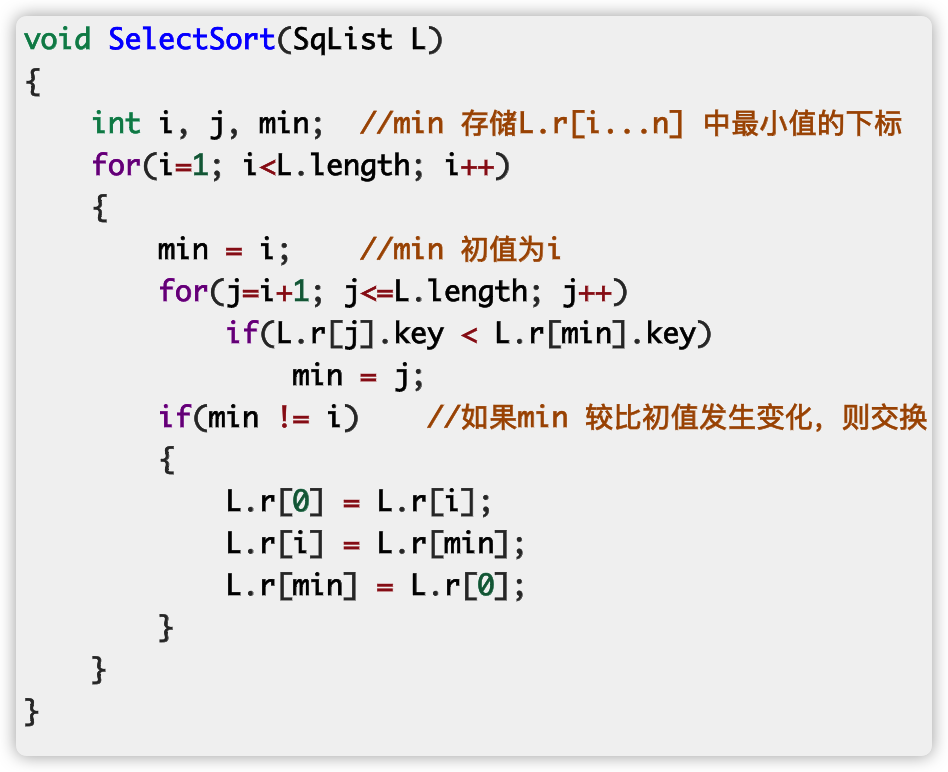 void SelectSort(SqList L)
{
    int i, j, min;  //min 存储L.r[i...n] 中最小值的下标
    for(i=1; i<L.length; i++)
    {
        min = i;    //min 初值为i
        for(j=i+1; j<=L.length; j++)
            if(L.r[j].key < L.r[min].key)
                min = j;
        if(min != i)    //如果min 较比初值发生变化，则交换
        {
            L.r[0] = L.r[i];
            L.r[i] = L.r[min];
            L.r[min] = L.r[0];
        }
    }
}